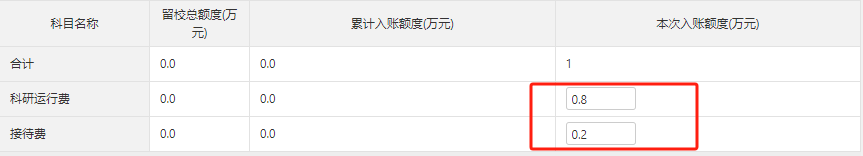 科目名称 留校总额度(万元) 累计入账额度(万元) 本次入账额度(万元)
合计 0.0 0.0 1
科研运行费 0.0 0.0 0.8
接待费 0.0 0.0 0.2